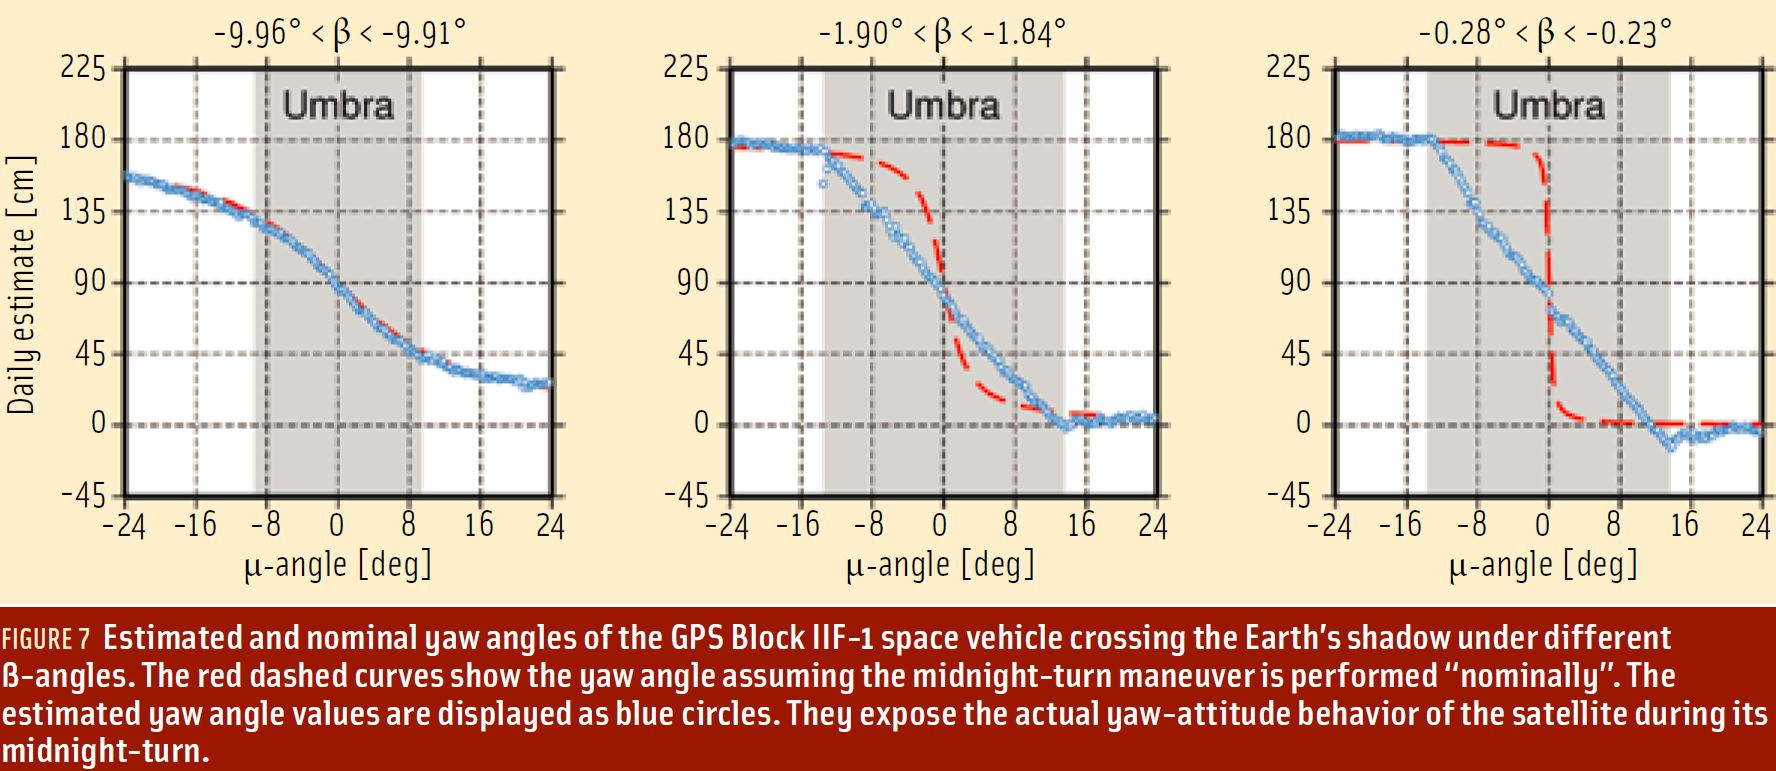 -9.96° < β < -9.91°
-1.90° < β < -1.84°
-0.28° < β < -0.23°
Daily estimate [cm]
225
180
135
90
45
0
-45
Umbra
-24 -16 -8 0 8 16 24
μ-angle [deg]
225
180
135
90
45
0
-45
Umbra
-24 -16 -8 0 8 16 24
μ-angle [deg]
225
180
135
90
45
0
-45
Umbra
-24 -16 -8 0 8 16 24
μ-angle [deg]
FIGURE 7 Estimated and nominal yaw angles of the GPS Block IIF-1 space vehicle crossing the Earth's shadow under different
ß-angles. The red dashed curves show the yaw angle assuming the midnight-turn maneuver is performed “nominally”. The
estimated yaw angle values are displayed as blue circles. They expose the actual yaw-attitude behavior of the satellite during its
midnight-turn.